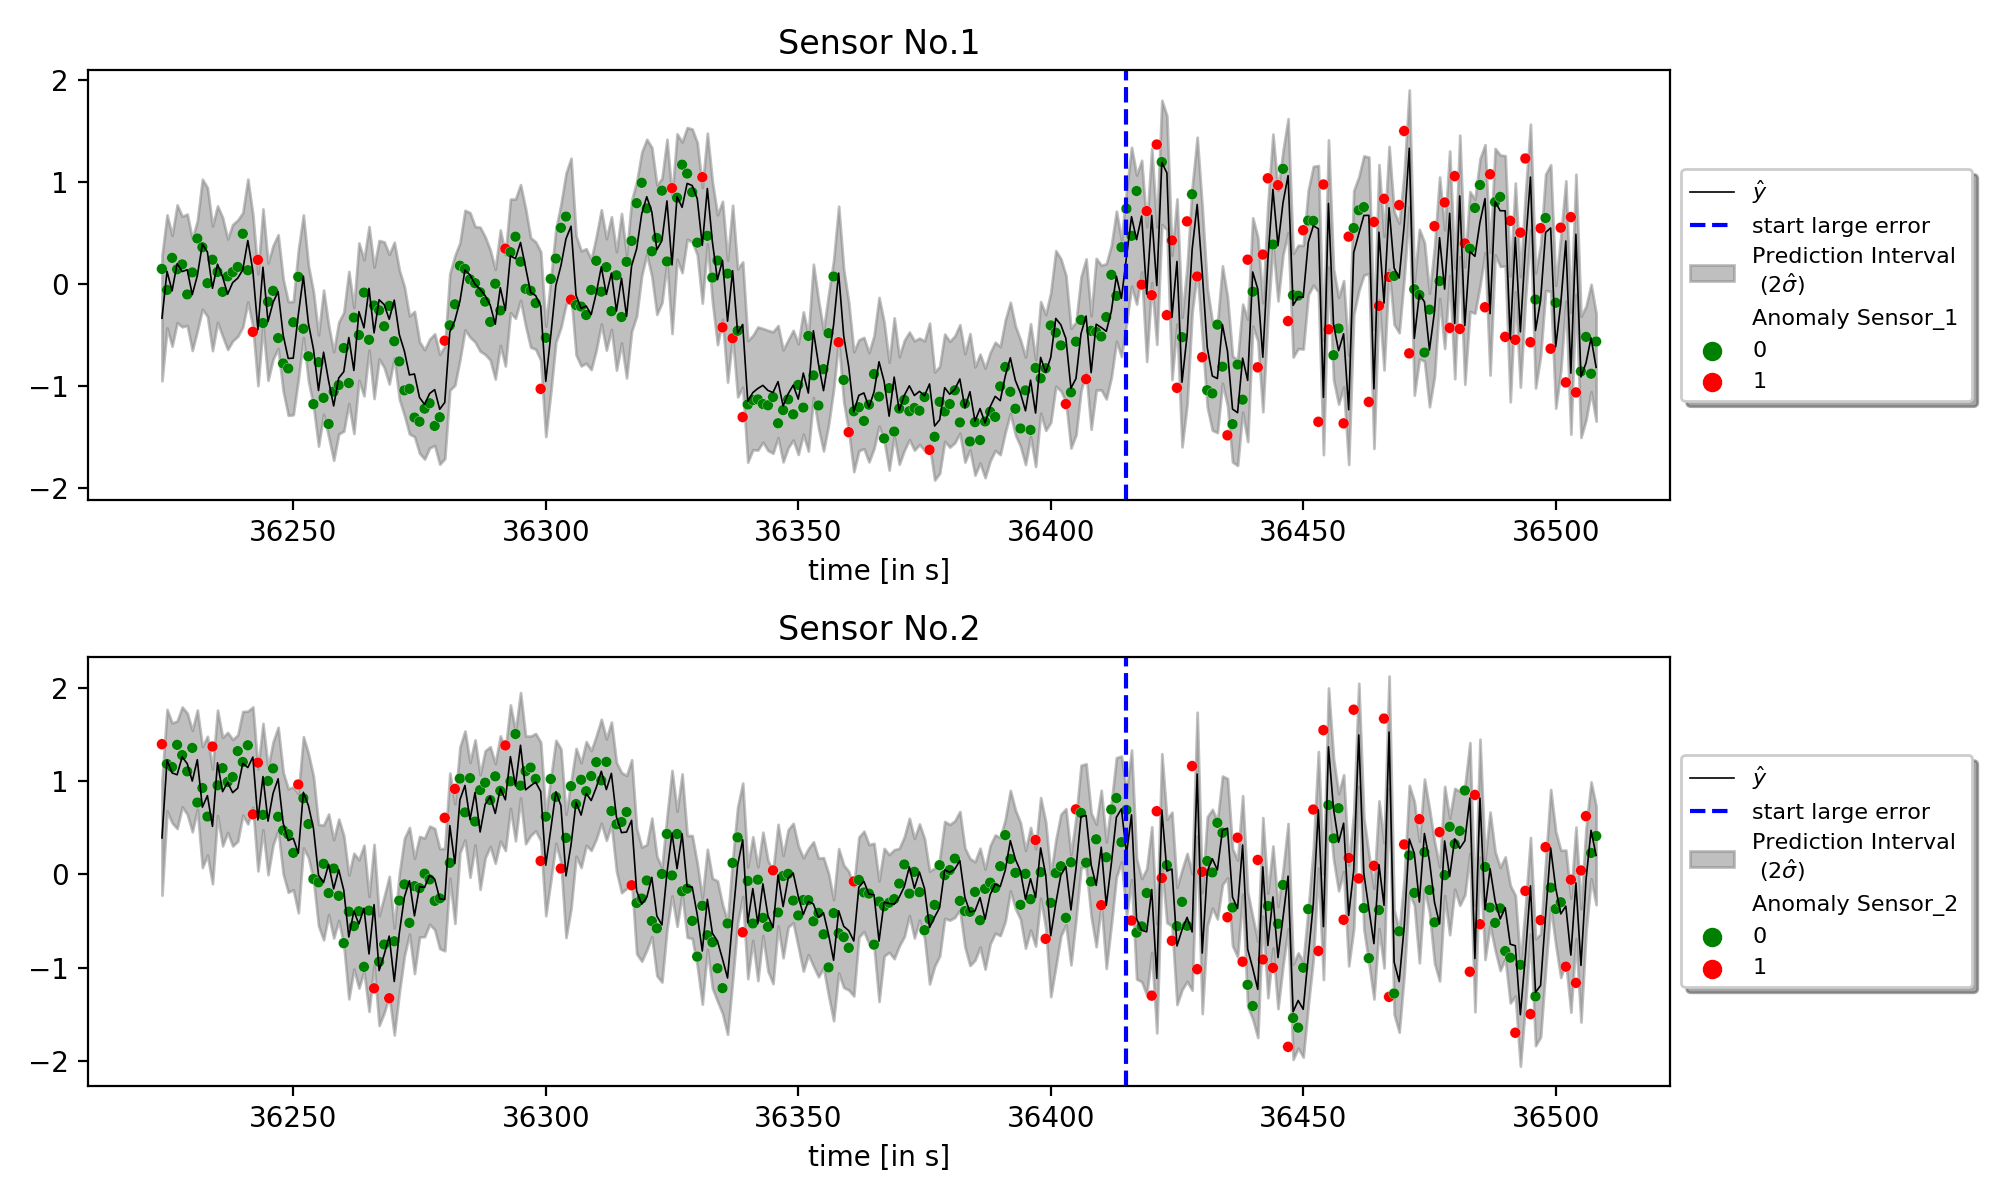 Sensor No.1
2
1
0
−1
−2
36250 36300 36350 36400 36450 36500
time [in s]
ŷ
start large error
Prediction Interval
(2σ̂)
Anomaly Sensor_1
0
1
Sensor No.2
2
1
0
−1
−2
36250 36300 36350 36400 36450 36500
time [in s]
ŷ
start large error
Prediction Interval
(2σ̂)
Anomaly Sensor_2
0
1